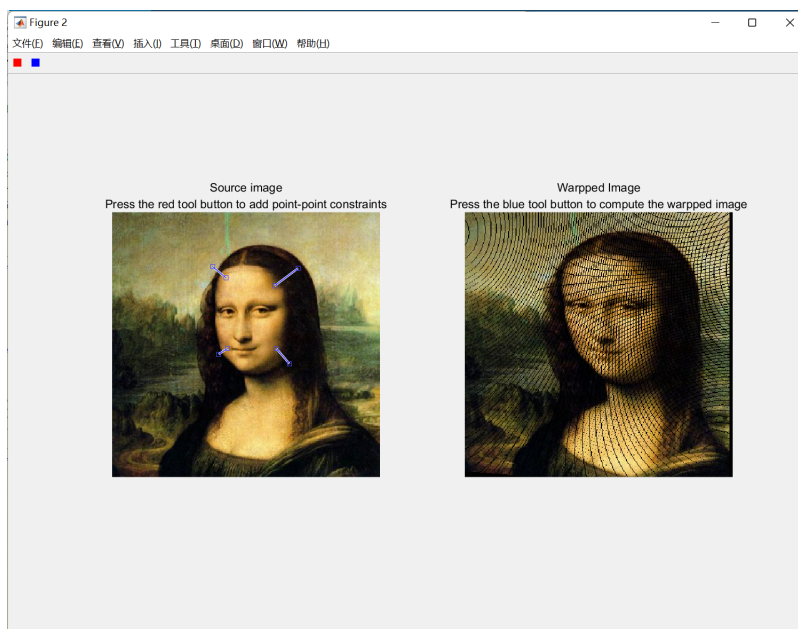 Figure 2
文件(F) 编辑(E) 查看(V) 插入(I) 工具(T) 桌面(D) 窗口(W) 帮助(H)
Source image
Press the red tool button to add point-point constraints
Warpped Image
Press the blue tool button to compute the warpped image